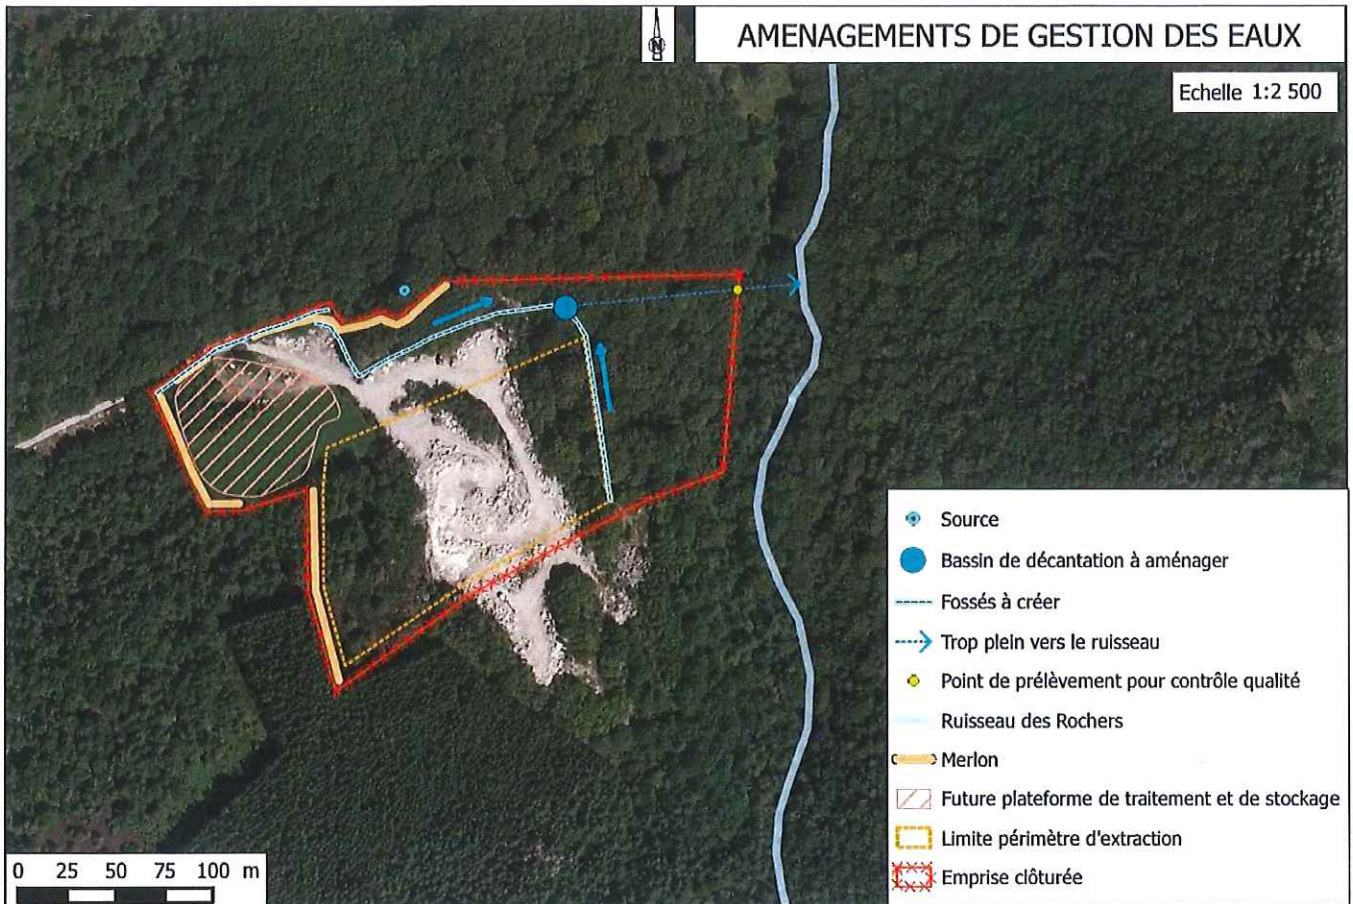 N
AMENAGEMENTS DE GESTION DES EAUX
Echelle 1:2 500
Source
Bassin de décantation à aménager
Fossés à créer
Trop plein vers le ruisseau
Point de prélèvement pour contrôle qualité
Ruisseau des Rochers
Merlon
Future plateforme de traitement et de stockage
Limite périmètre d'extraction
Emprise clôturée
0 25 50 75 100 m